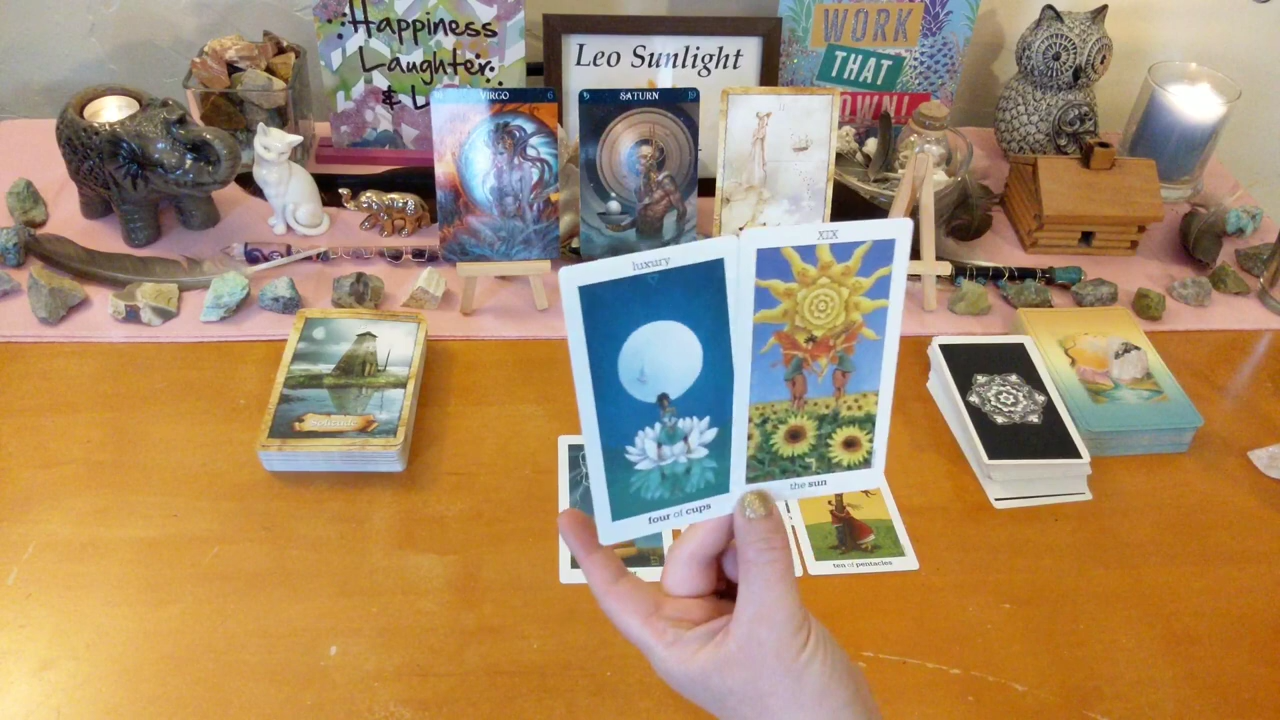 Happiness
Laughter
& L
Leo Sunlight
WORK
THAT
OWN!
VIRGO 6
9 SATURN 19
luxury
four of cups
XIX
the sun
Solitude
ten of pentacles